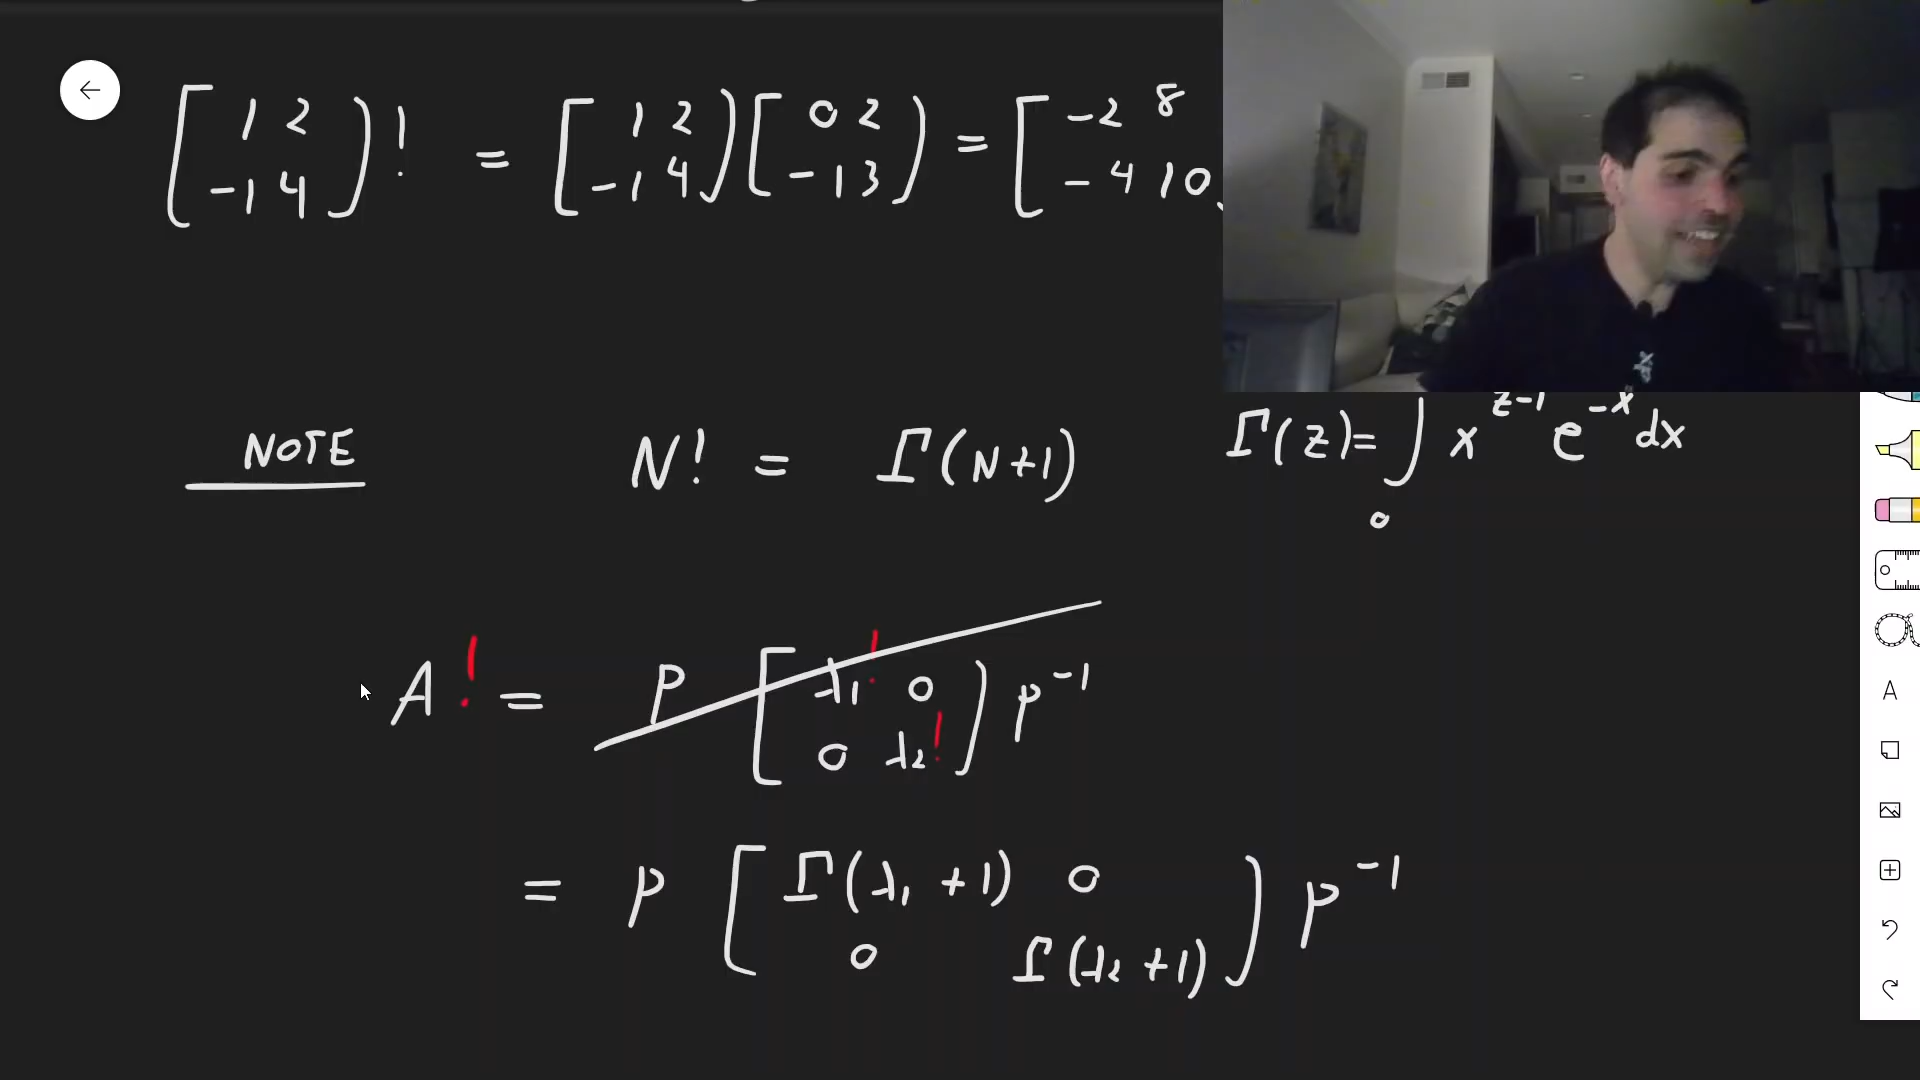 [1 2 -1 4]! = [1 2 -1 4][0 2 -1 3] = [-2 8 -4 10]
NOTE N! = Γ(N+1) Γ(z) = ∫₀ x^{z-1} e^{-x} dx
A! = P [λ₁! 0 0 λ₂!] P⁻¹
= P [Γ(λ₁+1) 0 0 Γ(λ₂+1)] P⁻¹
A